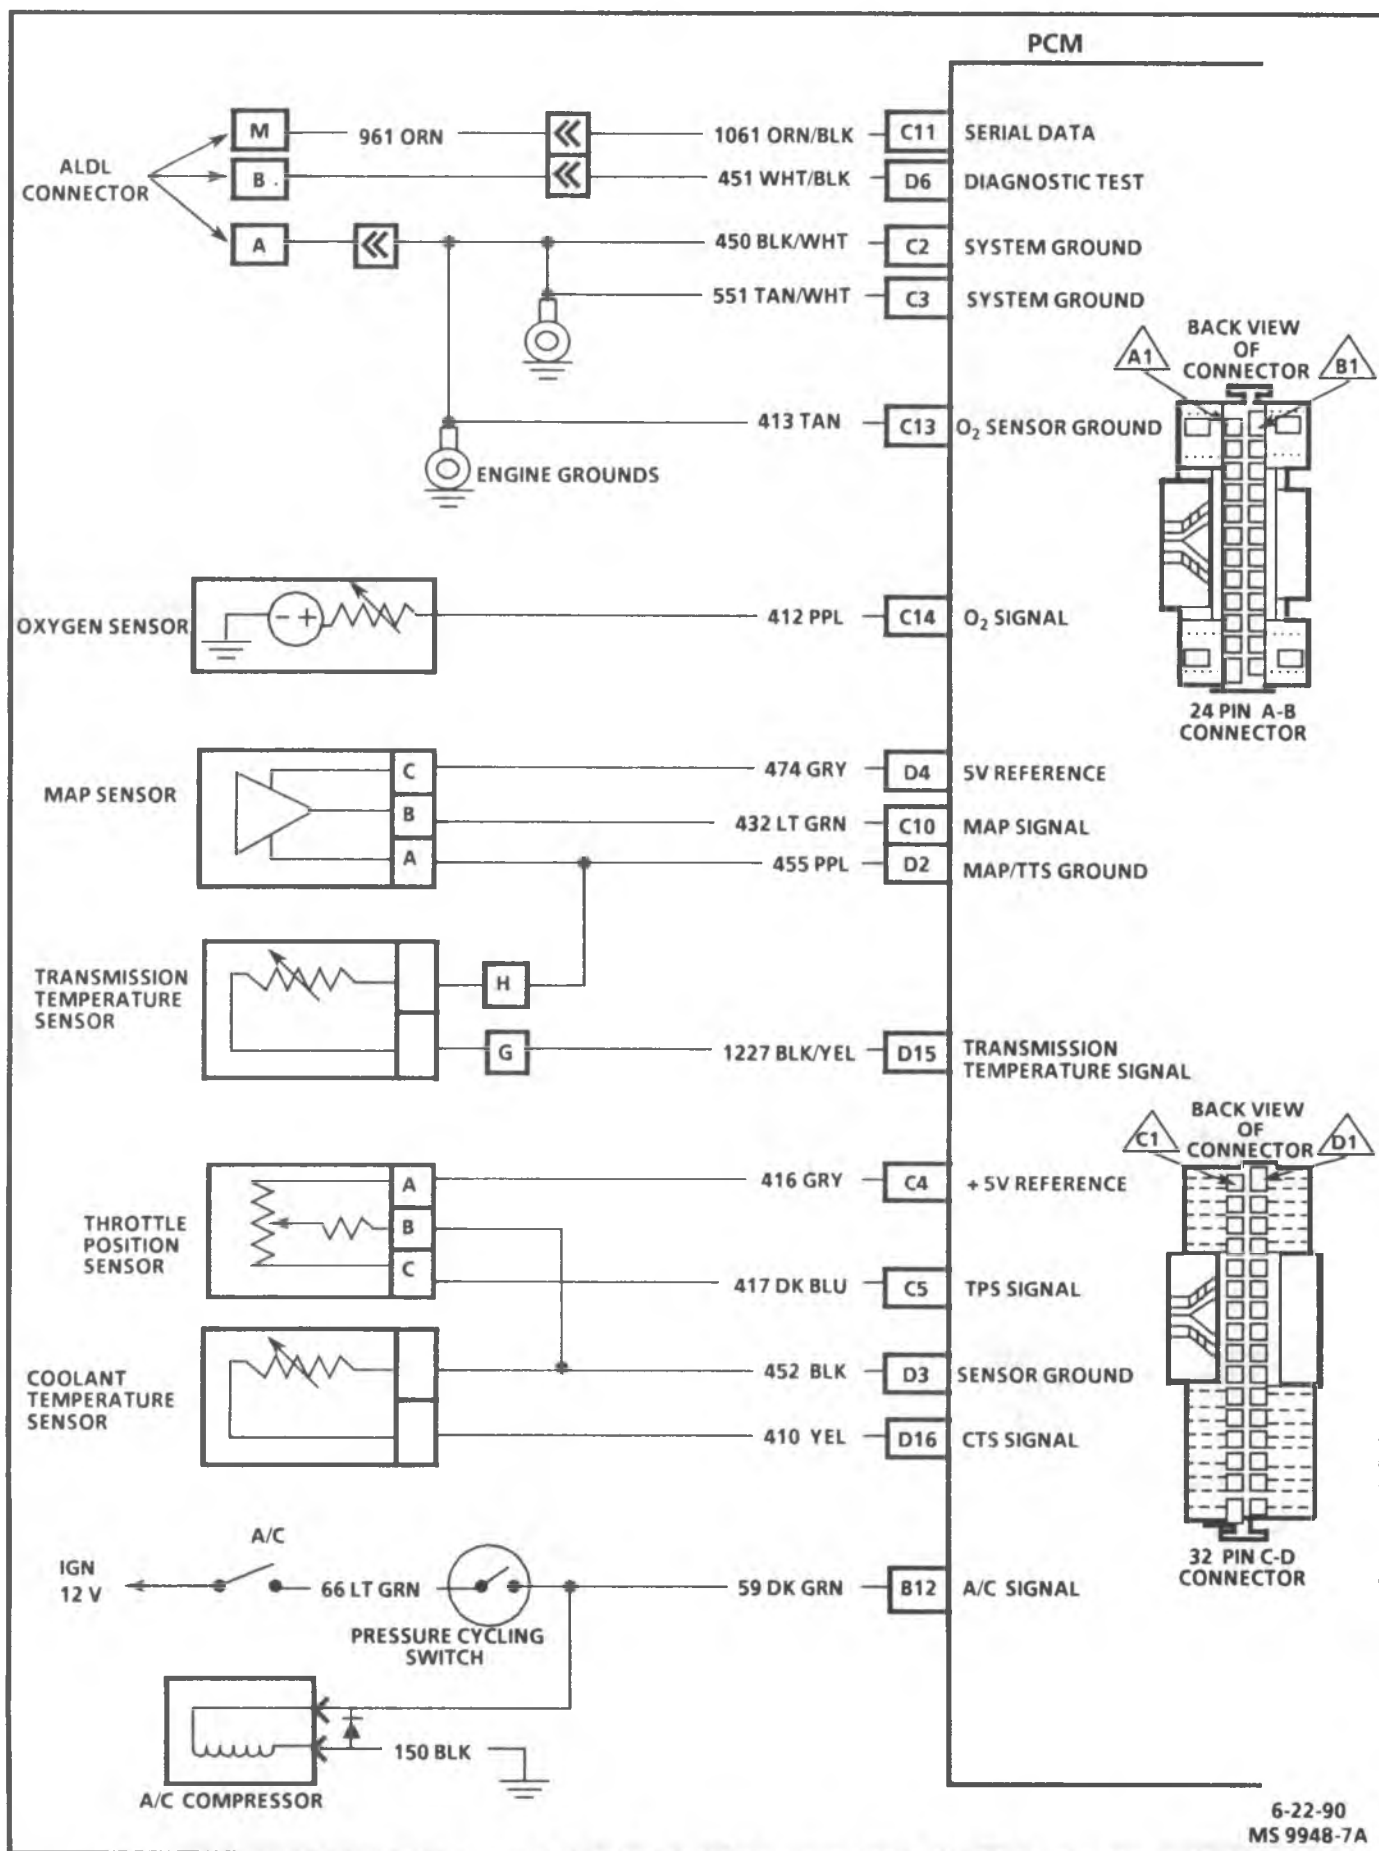 PCM
M
961 ORN
1061 ORN/BLK
C11
SERIAL DATA
ALDL
CONNECTOR
B
451 WHT/BLK
D6
DIAGNOSTIC TEST
A
450 BLK/WHT
C2
SYSTEM GROUND
551 TAN/WHT
C3
SYSTEM GROUND
BACK VIEW
OF
CONNECTOR
A1
B1
413 TAN
C13
O₂ SENSOR GROUND
ENGINE GROUNDS
OXYGEN SENSOR
- +
412 PPL
C14
O₂ SIGNAL
24 PIN A-B
CONNECTOR
MAP SENSOR
C
474 GRY
D4
5V REFERENCE
B
432 LT GRN
C10
MAP SIGNAL
A
455 PPL
D2
MAP/TTS GROUND
TRANSMISSION
TEMPERATURE
SENSOR
H
G
1227 BLK/YEL
D15
TRANSMISSION
TEMPERATURE SIGNAL
BACK VIEW
OF
CONNECTOR
C1
D1
THROTTLE
POSITION
SENSOR
A
416 GRY
C4
+ 5V REFERENCE
B
C
417 DK BLU
C5
TPS SIGNAL
COOLANT
TEMPERATURE
SENSOR
452 BLK
D3
SENSOR GROUND
410 YEL
D16
CTS SIGNAL
32 PIN C-D
CONNECTOR
IGN
12 V
A/C
66 LT GRN
PRESSURE CYCLING
SWITCH
59 DK GRN
B12
A/C SIGNAL
150 BLK
A/C COMPRESSOR
6-22-90
MS 9948-7A